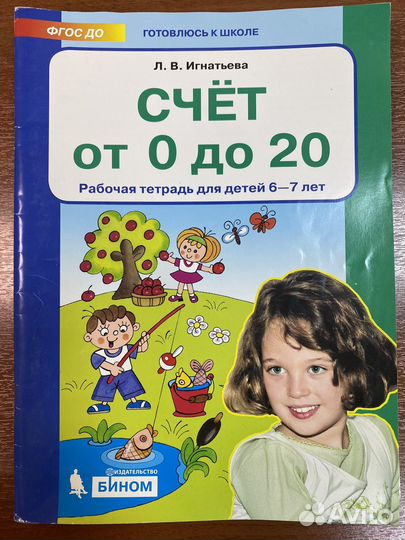 ФГОС ДО
ГОТОВЛЮСЬ К ШКОЛЕ
Л. В. Игнатьева
СЧЁТ
от 0 до 20
Рабочая тетрадь для детей 6—7 лет
ИЗДАТЕЛЬСТВО
БИНОМ
Avito